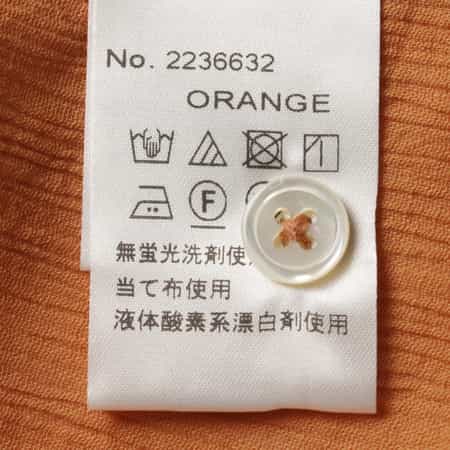 No. 2236632
ORANGE
F
無蛍光洗剤使
当て布使用
液体酸素系漂白剤使用